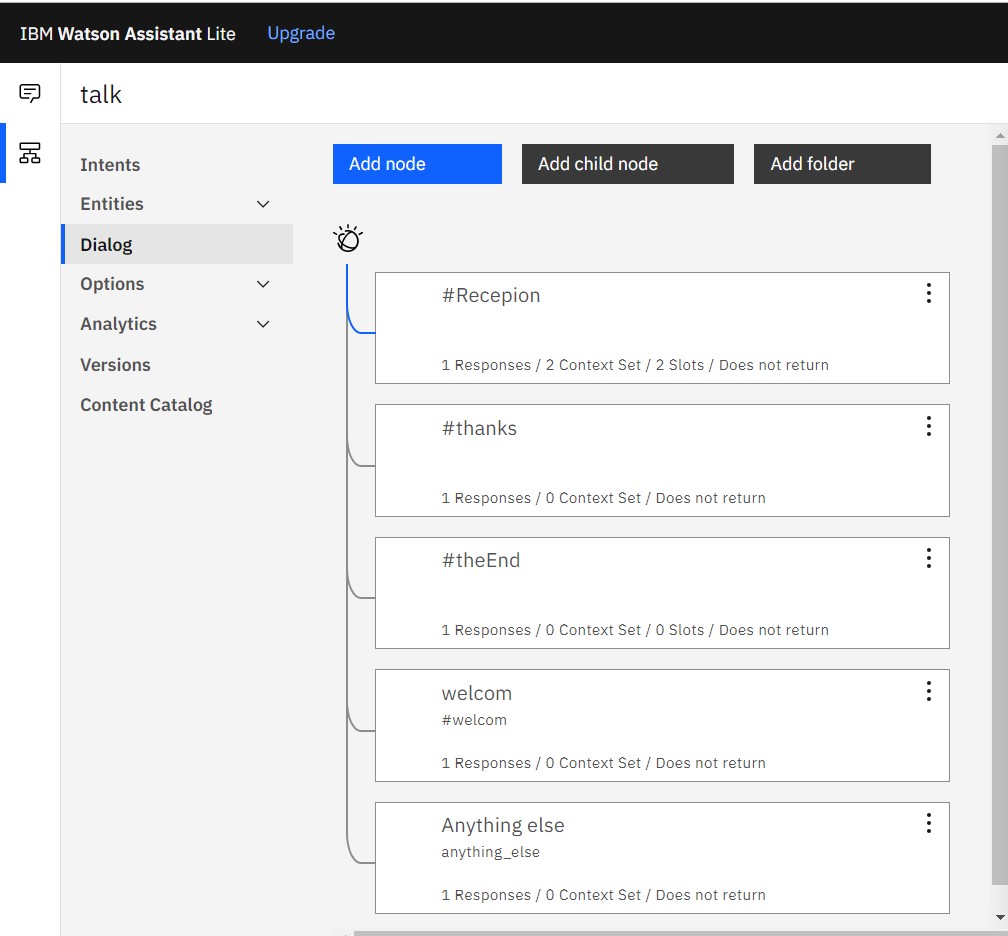 IBM Watson Assistant Lite Upgrade
talk
Intents
Entities
Dialog
Options
Analytics
Versions
Content Catalog
Add node Add child node Add folder
#Recepion
1 Responses / 2 Context Set / 2 Slots / Does not return
#thanks
1 Responses / 0 Context Set / Does not return
#theEnd
1 Responses / 0 Context Set / 0 Slots / Does not return
welcom
#welcom
1 Responses / 0 Context Set / Does not return
Anything else
anything_else
1 Responses / 0 Context Set / Does not return